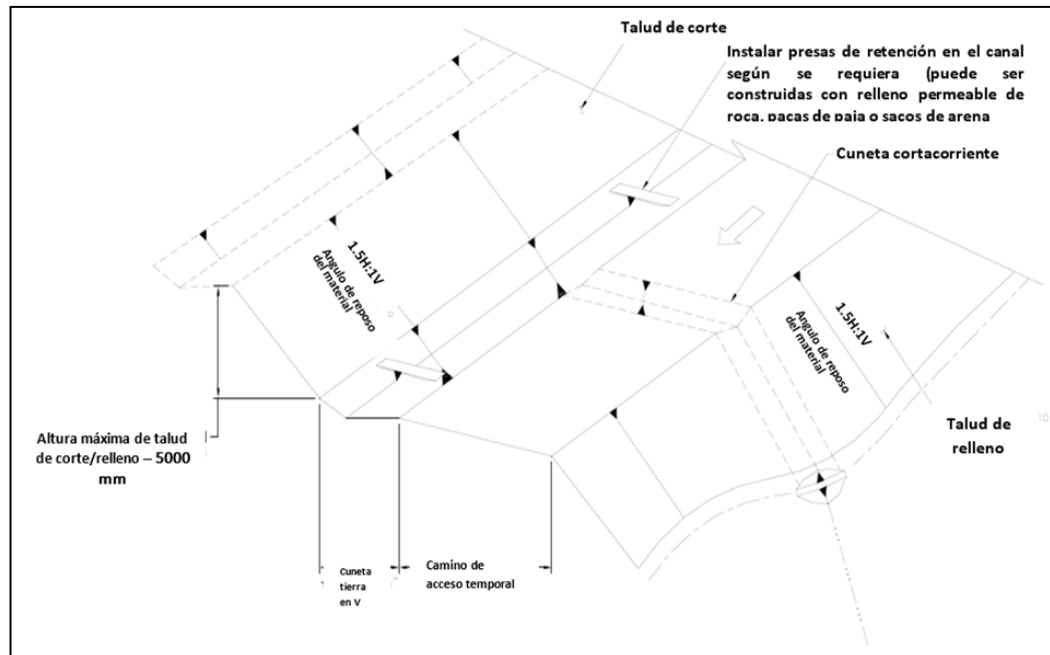 Talud de corte
Instalar presas de retención en el canal
según se requiera (puede ser
construidas con relleno permeable de
roca, pacas de paja o sacos de arena
Cuneta cortacorriente
1.5H:1V
Angulo de reposo
del material
1.5H:1V
Angulo de reposo
del material
Altura máxima de talud
de corte/relleno – 5000
mm
Talud de
relleno
10
Cuneta
tierra
en V
Camino de
acceso temporal